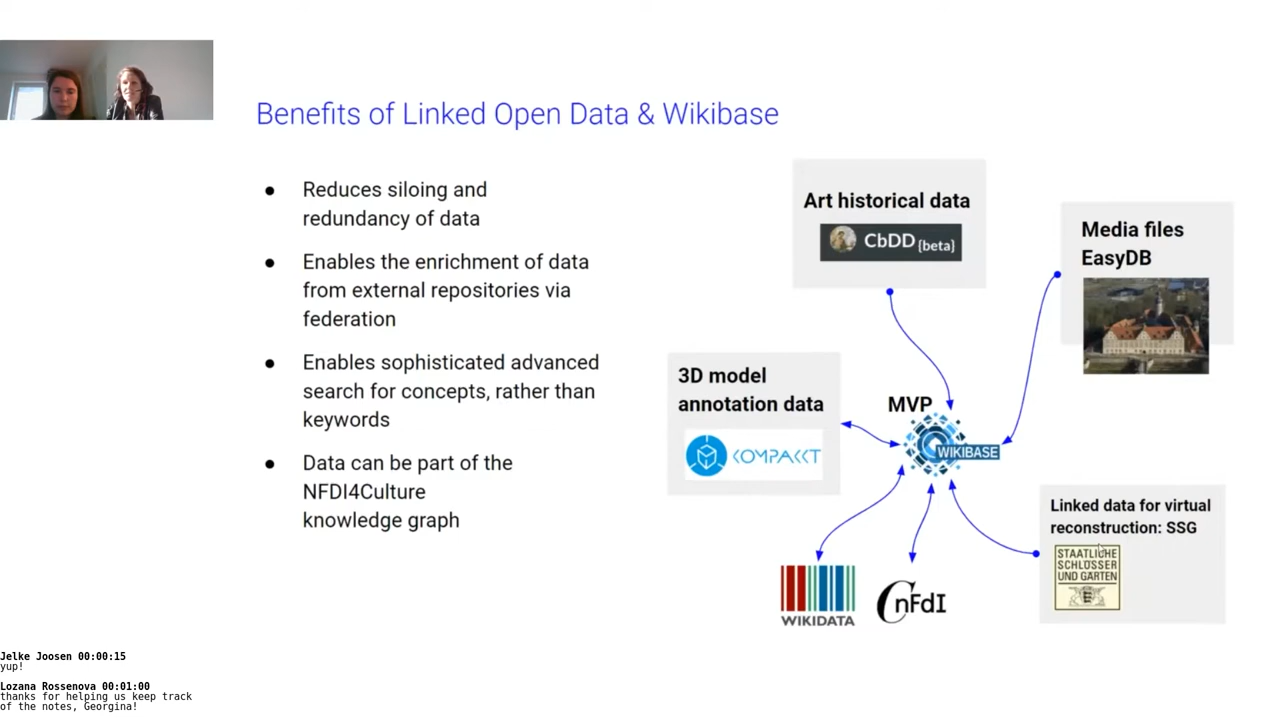 Benefits of Linked Open Data & Wikibase
● Reduces siloing and
redundancy of data
● Enables the enrichment of data
from external repositories via
federation
● Enables sophisticated advanced
search for concepts, rather than
keywords
● Data can be part of the
NFDI4Culture
knowledge graph
Art historical data
CbDD {beta}
Media files
EasyDB
3D model
annotation data
KOMPAKKT
MVP
WIKIBASE
Linked data for virtual
reconstruction: SSG
STAATLICHE
SCHLÖSSER
UND GÄRTEN
WIKIDATA
CnFdI
Jelke Joosen 00:00:15
yup!
Lozana Rossenova 00:01:00
thanks for helping us keep track
of the notes, Georgina!